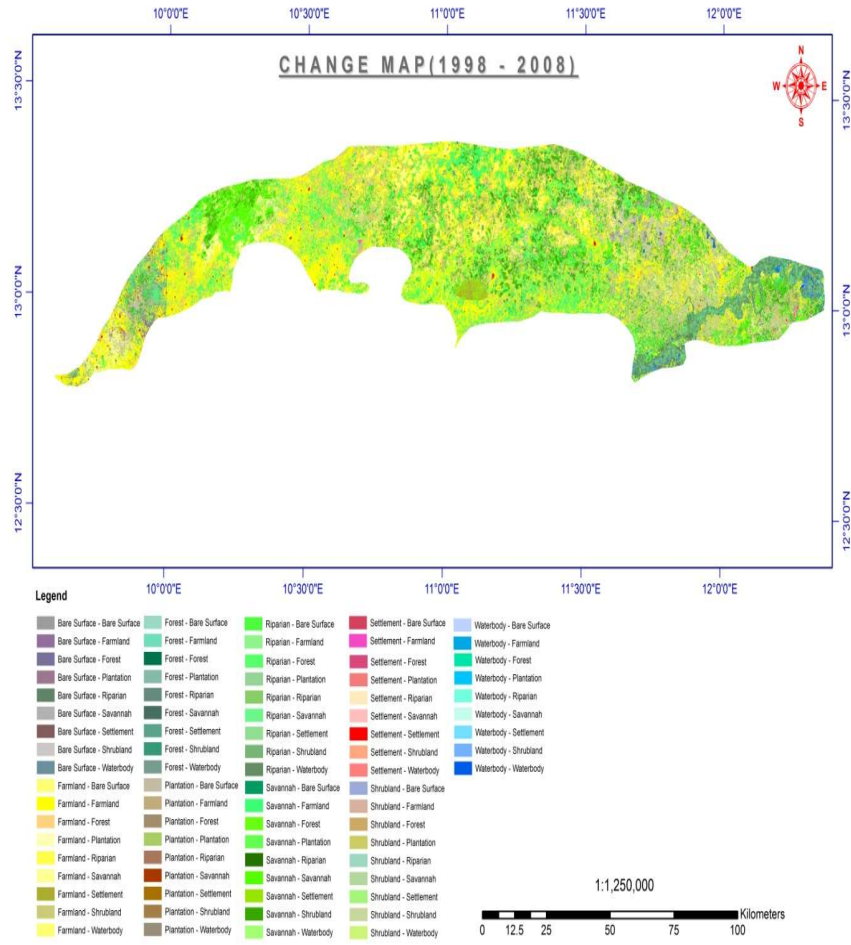 10°0'0"E 10°30'0"E 11°0'0"E 11°30'0"E 12°0'0"E
CHANGE MAP(1998 - 2008)
N
W E
S
13°30'0"N 13°30'0"N
13°0'0"N 13°0'0"N
12°30'0"N 12°30'0"N
10°0'0"E 10°30'0"E 11°0'0"E 11°30'0"E 12°0'0"E
Legend
Bare Surface - Bare Surface
Bare Surface - Farmland
Bare Surface - Forest
Bare Surface - Plantation
Bare Surface - Riparian
Bare Surface - Savannah
Bare Surface - Settlement
Bare Surface - Shrubland
Bare Surface - Waterbody
Farmland - Bare Surface
Farmland - Farmland
Farmland - Forest
Farmland - Plantation
Farmland - Riparian
Farmland - Savannah
Farmland - Settlement
Farmland - Shrubland
Farmland - Waterbody
Forest - Bare Surface
Forest - Farmland
Forest - Forest
Forest - Plantation
Forest - Riparian
Forest - Savannah
Forest - Settlement
Forest - Shrubland
Forest - Waterbody
Plantation - Bare Surface
Plantation - Farmland
Plantation - Forest
Plantation - Plantation
Plantation - Riparian
Plantation - Savannah
Plantation - Settlement
Plantation - Shrubland
Plantation - Waterbody
Riparian - Bare Surface
Riparian - Farmland
Riparian - Forest
Riparian - Plantation
Riparian - Riparian
Riparian - Savannah
Riparian - Settlement
Riparian - Shrubland
Riparian - Waterbody
Savannah - Bare Surface
Savannah - Farmland
Savannah - Forest
Savannah - Plantation
Savannah - Riparian
Savannah - Savannah
Savannah - Settlement
Savannah - Shrubland
Savannah - Waterbody
Settlement - Bare Surface
Settlement - Farmland
Settlement - Forest
Settlement - Plantation
Settlement - Riparian
Settlement - Savannah
Settlement - Settlement
Settlement - Shrubland
Settlement - Waterbody
Shrubland - Bare Surface
Shrubland - Farmland
Shrubland - Forest
Shrubland - Plantation
Shrubland - Riparian
Shrubland - Savannah
Shrubland - Settlement
Shrubland - Shrubland
Shrubland - Waterbody
Waterbody - Bare Surface
Waterbody - Farmland
Waterbody - Forest
Waterbody - Plantation
Waterbody - Riparian
Waterbody - Savannah
Waterbody - Settlement
Waterbody - Shrubland
Waterbody - Waterbody
1:1,250,000
Kilometers
0 12.5 25 50 75 100